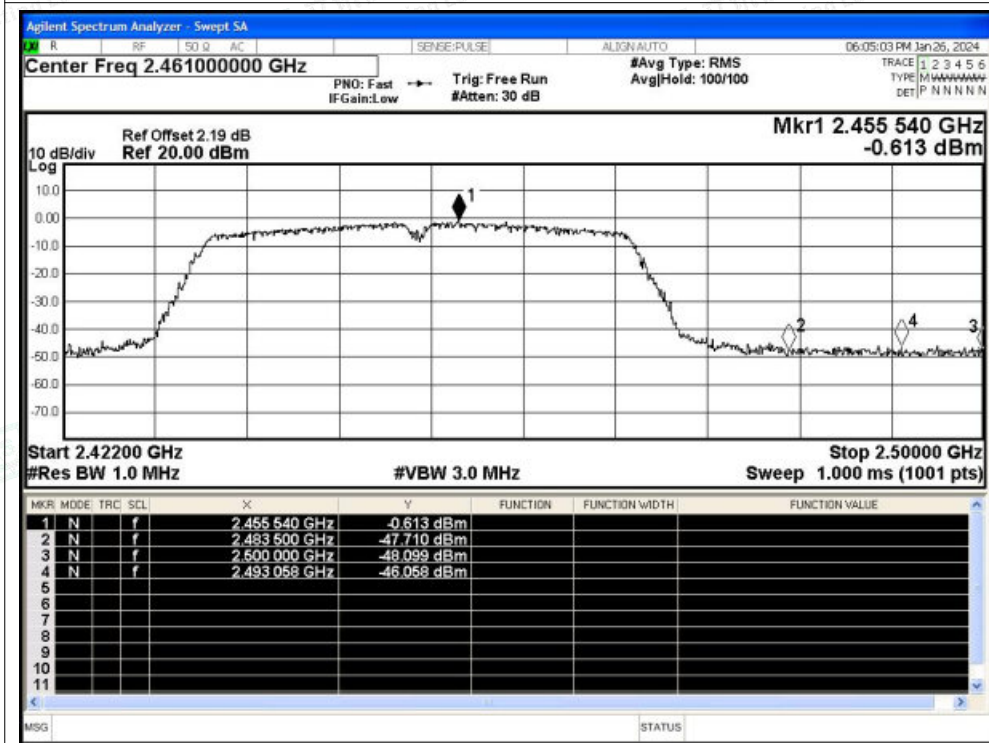 Agilent Spectrum Analyzer - Swept SA
LXI R RF 50 Ω AC SENSE:PULSE ALIGN AUTO 06:05:03 PM Jan 26, 2024
Center Freq 2.461000000 GHz
PNO: Fast
IFGain:Low
Trig: Free Run
#Atten: 30 dB
#Avg Type: RMS
Avg|Hold: 100/100
TRACE 1 2 3 4 5 6
TYPE M WWWWW
DET P N N N N N
Mkr1 2.455 540 GHz
-0.613 dBm
Ref Offset 2.19 dB
10 dB/div Ref 20.00 dBm
Log
10.0
0.00
-10.0
-20.0
-30.0
-40.0
-50.0
-60.0
-70.0
1
2
4
3
Start 2.42200 GHz Stop 2.50000 GHz
#Res BW 1.0 MHz #VBW 3.0 MHz Sweep 1.000 ms (1001 pts)
MKR MODE TRC SCL X Y FUNCTION FUNCTION WIDTH FUNCTION VALUE
1 N f 2.455 540 GHz -0.613 dBm
2 N f 2.483 500 GHz -47.710 dBm
3 N f 2.500 000 GHz -48.099 dBm
4 N f 2.493 058 GHz -46.058 dBm
5
6
7
8
9
10
11
MSG STATUS